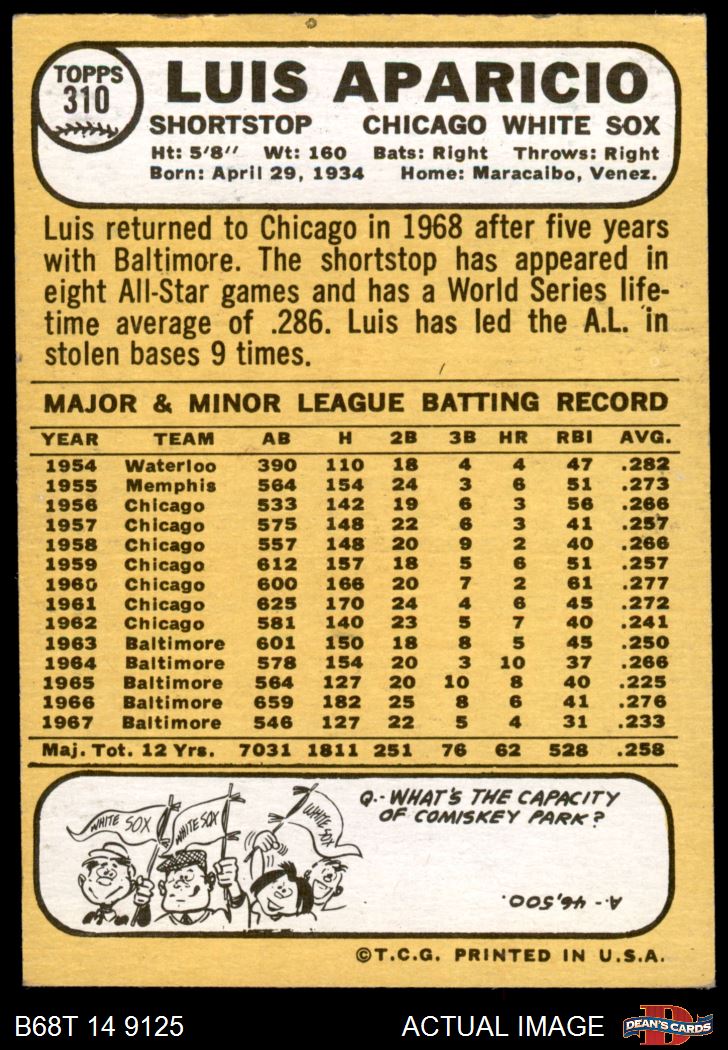 TOPPS
310
LUIS APARICIO
SHORTSTOP CHICAGO WHITE SOX
Ht: 5'8'' Wt: 160 Bats: Right Throws: Right
Born: April 29, 1934 Home: Maracaibo, Venez.
Luis returned to Chicago in 1968 after five years
with Baltimore. The shortstop has appeared in
eight All-Star games and has a World Series life-
time average of .286. Luis has led the A.L. in
stolen bases 9 times.
MAJOR & MINOR LEAGUE BATTING RECORD
YEAR TEAM AB H 2B 3B HR RBI AVG.
1954 Waterloo 390 110 18 4 4 47 .282
1955 Memphis 564 154 24 3 6 51 .273
1956 Chicago 533 142 19 6 3 56 .266
1957 Chicago 575 148 22 6 3 41 .257
1958 Chicago 557 148 20 9 2 40 .266
1959 Chicago 612 157 18 5 6 51 .257
1960 Chicago 600 166 20 7 2 61 .277
1961 Chicago 625 170 24 4 6 45 .272
1962 Chicago 581 140 23 5 7 40 .241
1963 Baltimore 601 150 18 8 5 45 .250
1964 Baltimore 578 154 20 3 10 37 .266
1965 Baltimore 564 127 20 10 8 40 .225
1966 Baltimore 659 182 25 8 6 41 .276
1967 Baltimore 546 127 22 5 4 31 .233
Maj. Tot. 12 Yrs. 7031 1811 251 76 62 528 .258
WHITE SOX
WHITE SOX
WHITE SOX
Q.- WHAT'S THE CAPACITY
OF COMISKEY PARK?
A.- 46,500.
©T.C.G. PRINTED IN U.S.A.
B68T 14 9125 ACTUAL IMAGE
D
DEAN'S CARDS